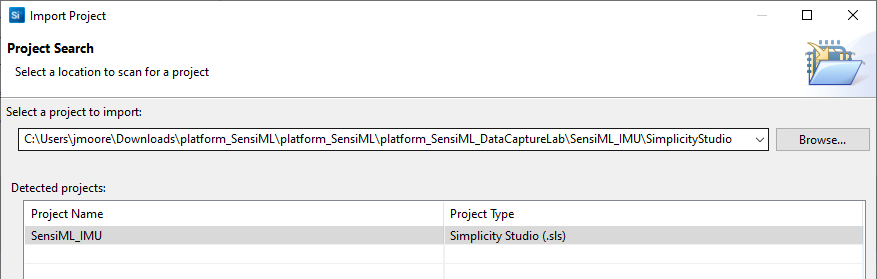 Si Import Project
Project Search
Select a location to scan for a project
Select a project to import:
C:\Users\jmoore\Downloads\platform_SensiML\platform_SensiML\platform_SensiML_DataCaptureLab\SensiML_IMU\SimplicityStudio Browse...
Detected projects:
Project Name Project Type
SensiML_IMU Simplicity Studio (.sls)